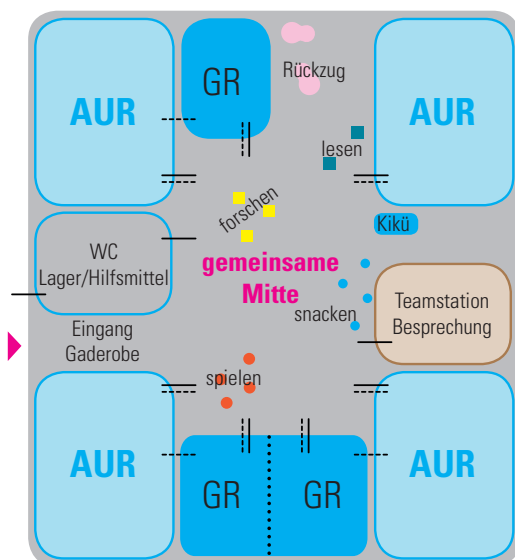 AUR
GR
Rückzug
AUR
lesen
forschen
Kikü
WC
Lager/Hilfsmittel
gemeinsame
Mitte
snacken
Teamstation
Besprechung
Eingang
Gaderobe
spielen
AUR
GR
GR
AUR